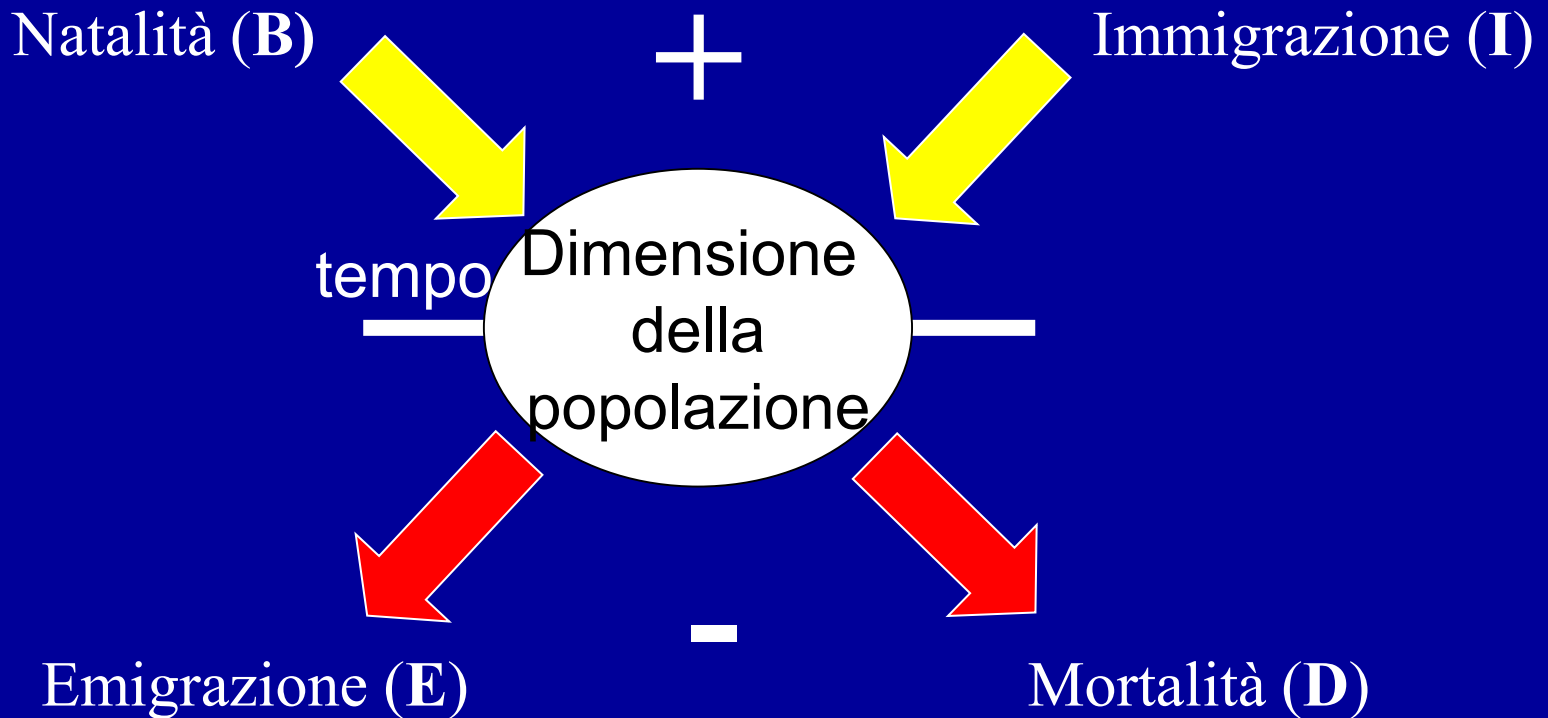 Natalità (B)
+
Immigrazione (I)
tempo
Dimensione
della
popolazione
-
Emigrazione (E)
Mortalità (D)